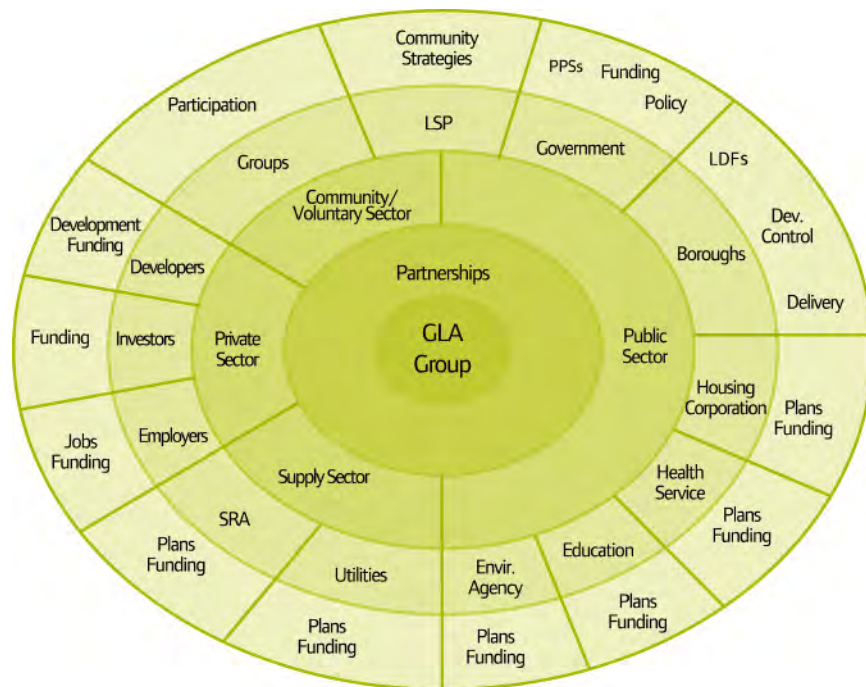 Community
Strategies
PPSs
Funding
Policy
Participation
LSP
Government
LDFs
Groups
Community/
Voluntary Sector
Dev.
Control
Development
Funding
Developers
Partnerships
Boroughs
Delivery
Funding
Investors
Private
Sector
GLA
Group
Public
Sector
Housing
Corporation
Plans
Funding
Jobs
Funding
Employers
Supply Sector
Health
Service
SRA
Plans
Funding
Plans
Funding
Utilities
Envir.
Agency
Education
Plans
Funding
Plans
Funding
Plans
Funding